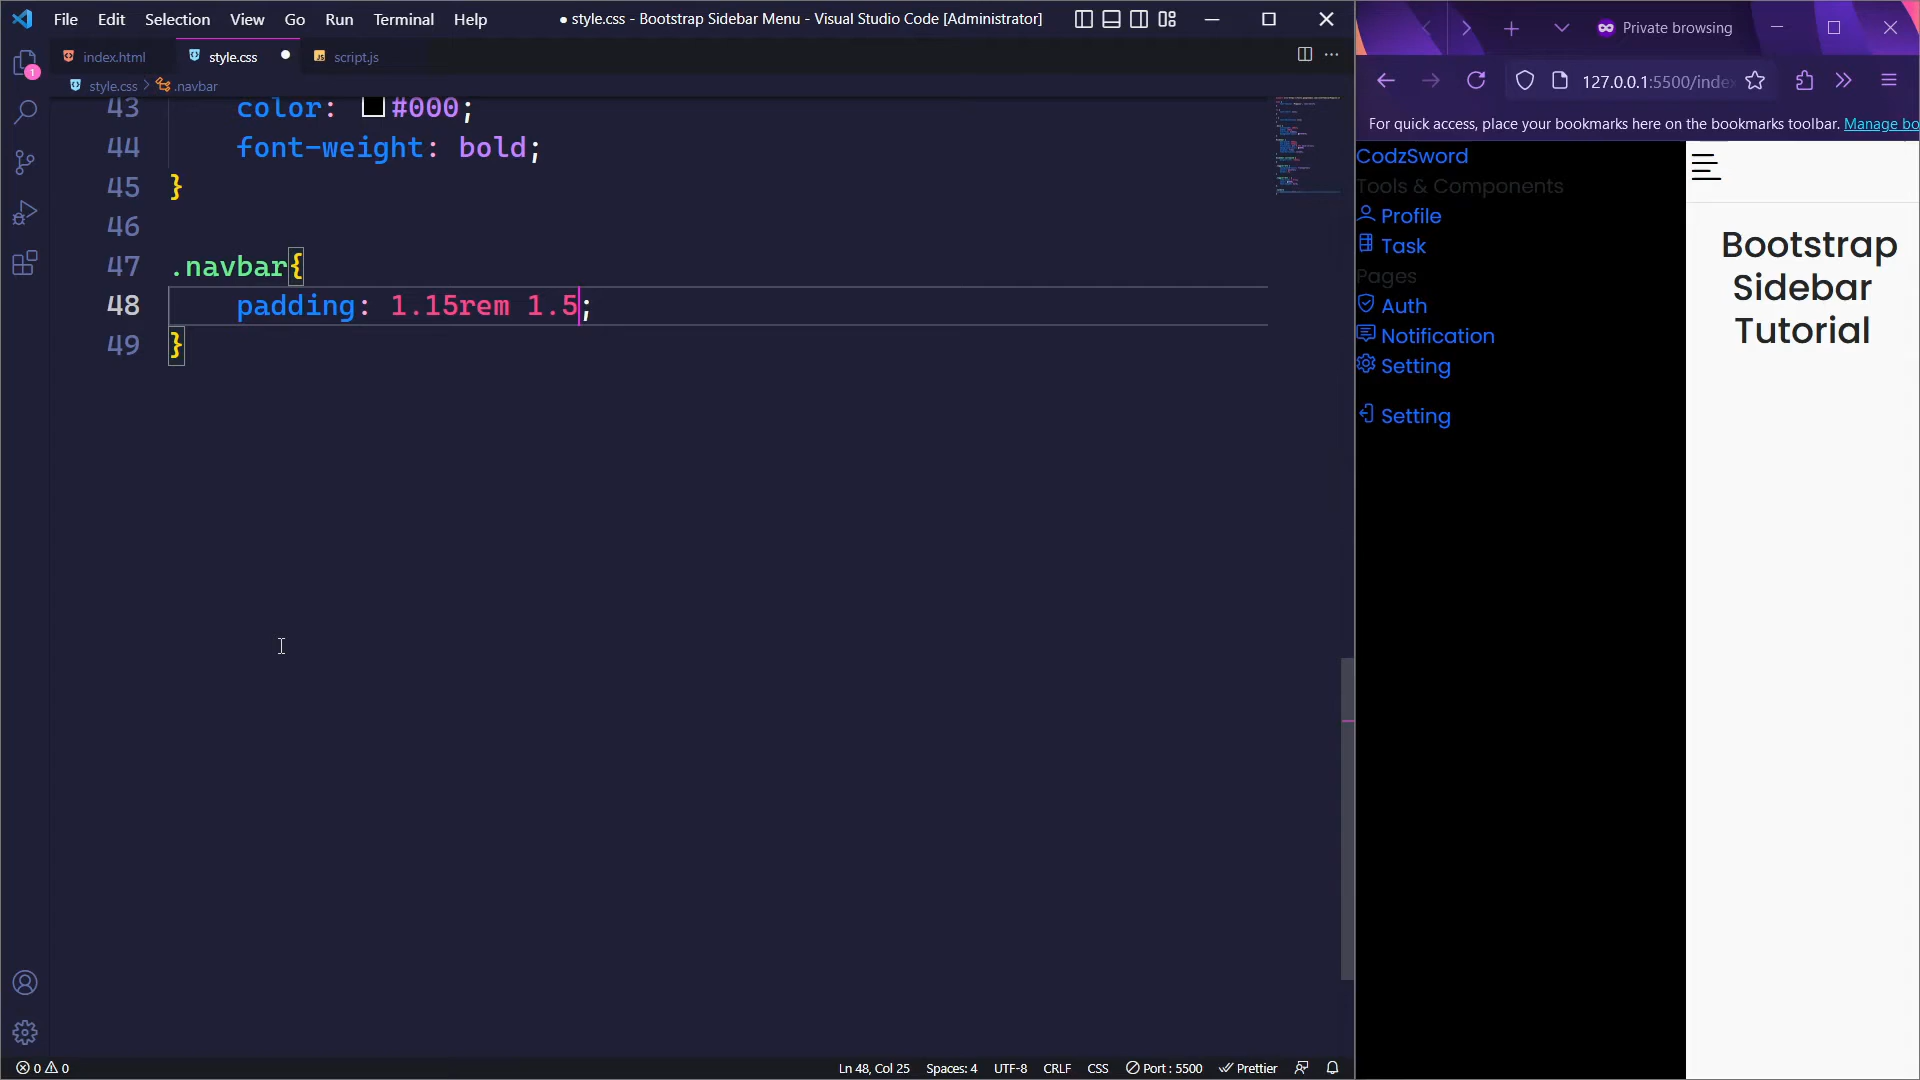 File Edit Selection View Go Run Terminal Help
● style.css - Bootstrap Sidebar Menu - Visual Studio Code [Administrator]
index.html style.css script.js
style.css > .navbar
43 color: #000;
44 font-weight: bold;
45 }
46
47 .navbar{
48 padding: 1.15rem 1.5;
49 }
1
0 0
Ln 48, Col 25 Spaces: 4 UTF-8 CRLF CSS Port : 5500 Prettier
Private browsing
127.0.0.1:5500/inde
For quick access, place your bookmarks here on the bookmarks toolbar. Manage bo
CodzSword
Tools & Components
Profile
Task
Pages
Auth
Notification
Setting
Setting
Bootstrap
Sidebar
Tutorial